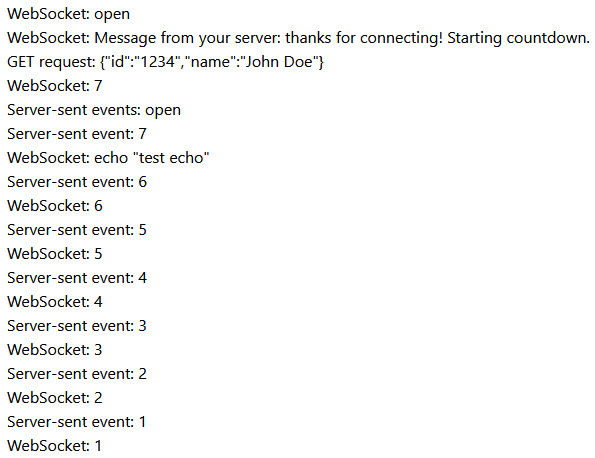 WebSocket: open
WebSocket: Message from your server: thanks for connecting! Starting countdown.
GET request: {"id":"1234","name":"John Doe"}
WebSocket: 7
Server-sent events: open
Server-sent event: 7
WebSocket: echo "test echo"
Server-sent event: 6
WebSocket: 6
Server-sent event: 5
WebSocket: 5
Server-sent event: 4
WebSocket: 4
Server-sent event: 3
WebSocket: 3
Server-sent event: 2
WebSocket: 2
Server-sent event: 1
WebSocket: 1